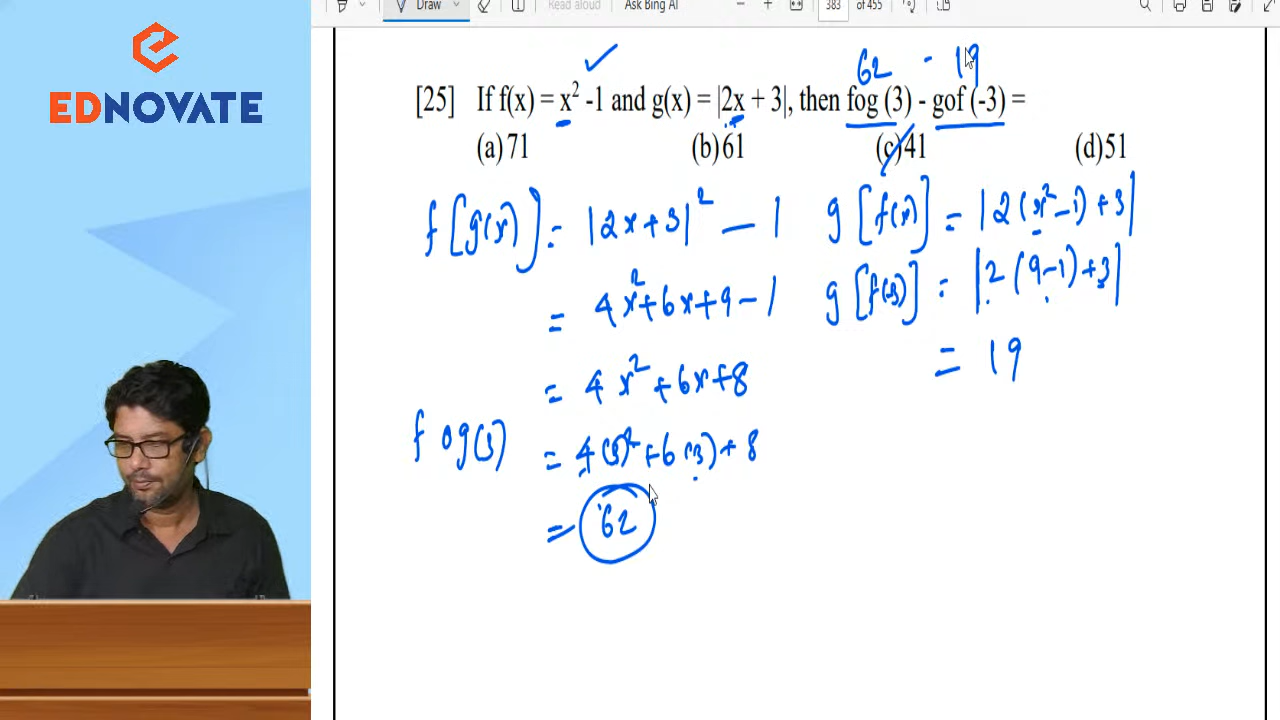 Draw
Read aloud
Ask Bing AI
383 of 455
EDNOVATE
62 - 19
[25] If f(x) = x² -1 and g(x) = |2x + 3|, then fog (3) - gof (-3) =
(a) 71 (b) 61 (c) 41 (d) 51
f[g(x)] = |2x+3|² - 1
= 4x²+6x+9-1
= 4x²+6x+8
fog(3) = 4(3)²+6(3)+8
= 62
g[f(x)] = |2(x²-1)+3|
g[f(-3)] = |2(9-1)+3|
= 19